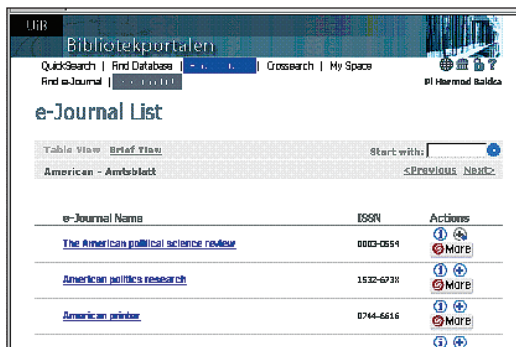 UiB
Bibliotekportalen
QuickSearch | Find Database | | Crossearch | My Space
Find e-Journal |
Pl Hermod Bakka
e-Journal List
Table View Brief View Start with:
American - Amtsblatt <Previous Next>
e-Journal Name ISSN Actions
The American political science review 0003-0554
More
American politics research 1532-673X
More
American printer 0744-6616
More